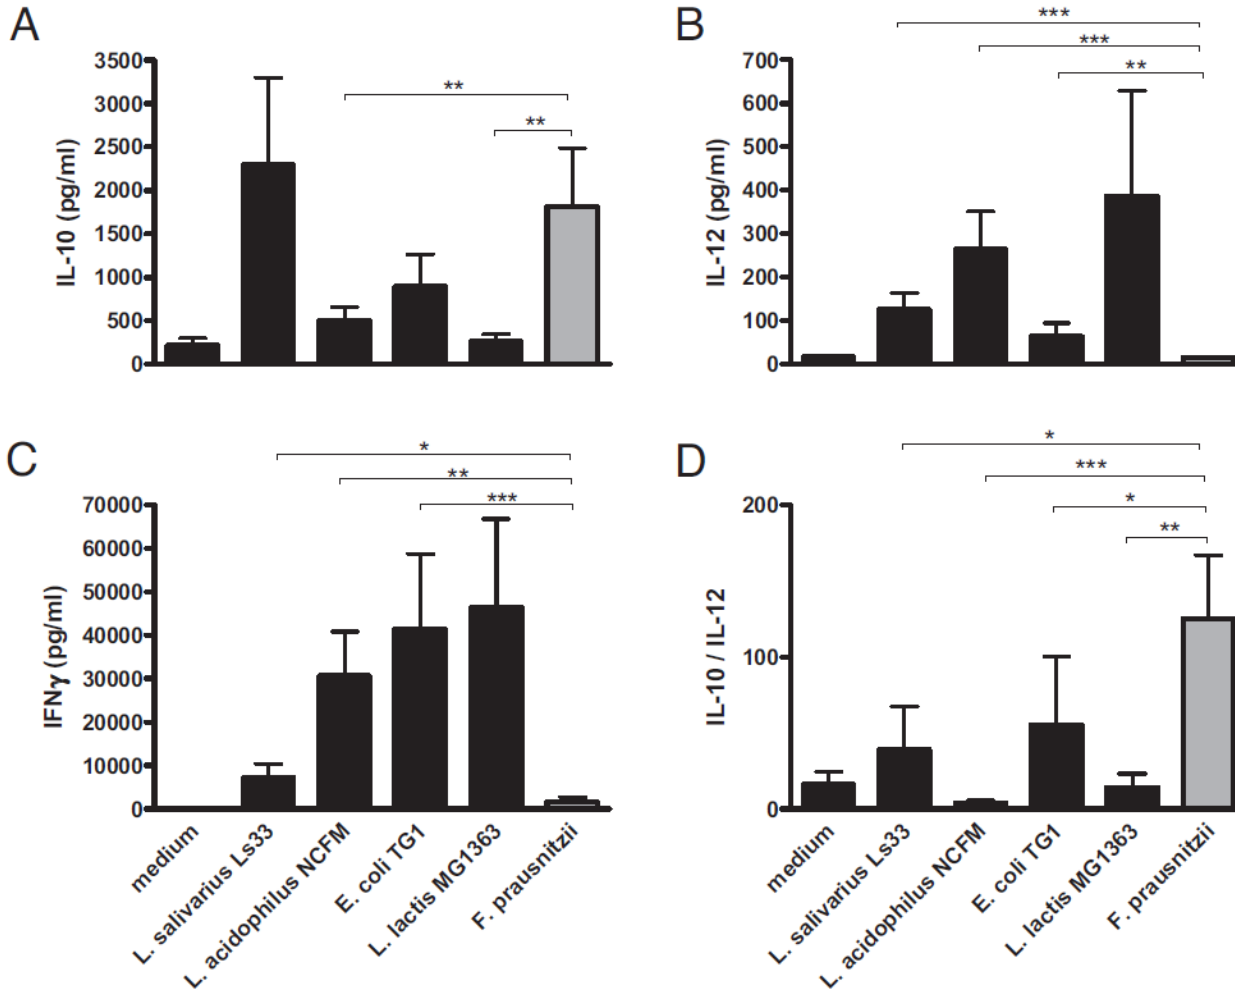 A
IL-10 (pg/ml)
3500
3000
2500
2000
1500
1000
500
0
**
**
B
IL-12 (pg/ml)
700
600
500
400
300
200
100
0
***
***
**
C
IFNγ (pg/ml)
70000
60000
50000
40000
30000
20000
10000
0
*
**
***
medium
L. salivarius Ls33
L. acidophilus NCFM
E. coli TG1
L. lactis MG1363
F. prausnitzii
D
IL-10 / IL-12
200
100
0
*
***
*
**
medium
L. salivarius Ls33
L. acidophilus NCFM
E. coli TG1
L. lactis MG1363
F. prausnitzii